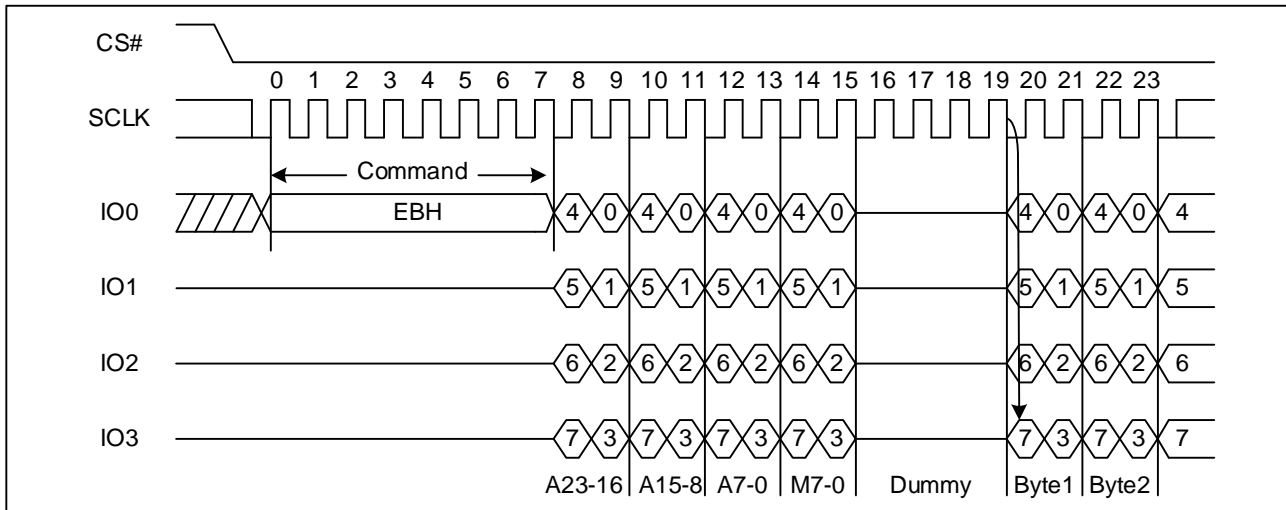 CS#
0 1 2 3 4 5 6 7 8 9 10 11 12 13 14 15 16 17 18 19 20 21 22 23
SCLK
Command
IO0 EBH 4 0 4 0 4 0 4 0 4 0 4 0 4
IO1 5 1 5 1 5 1 5 1 5 1 5 1 5
IO2 6 2 6 2 6 2 6 2 6 2 6 2 6
IO3 7 3 7 3 7 3 7 3 7 3 7 3 7
A23-16 A15-8 A7-0 M7-0 Dummy Byte1 Byte2